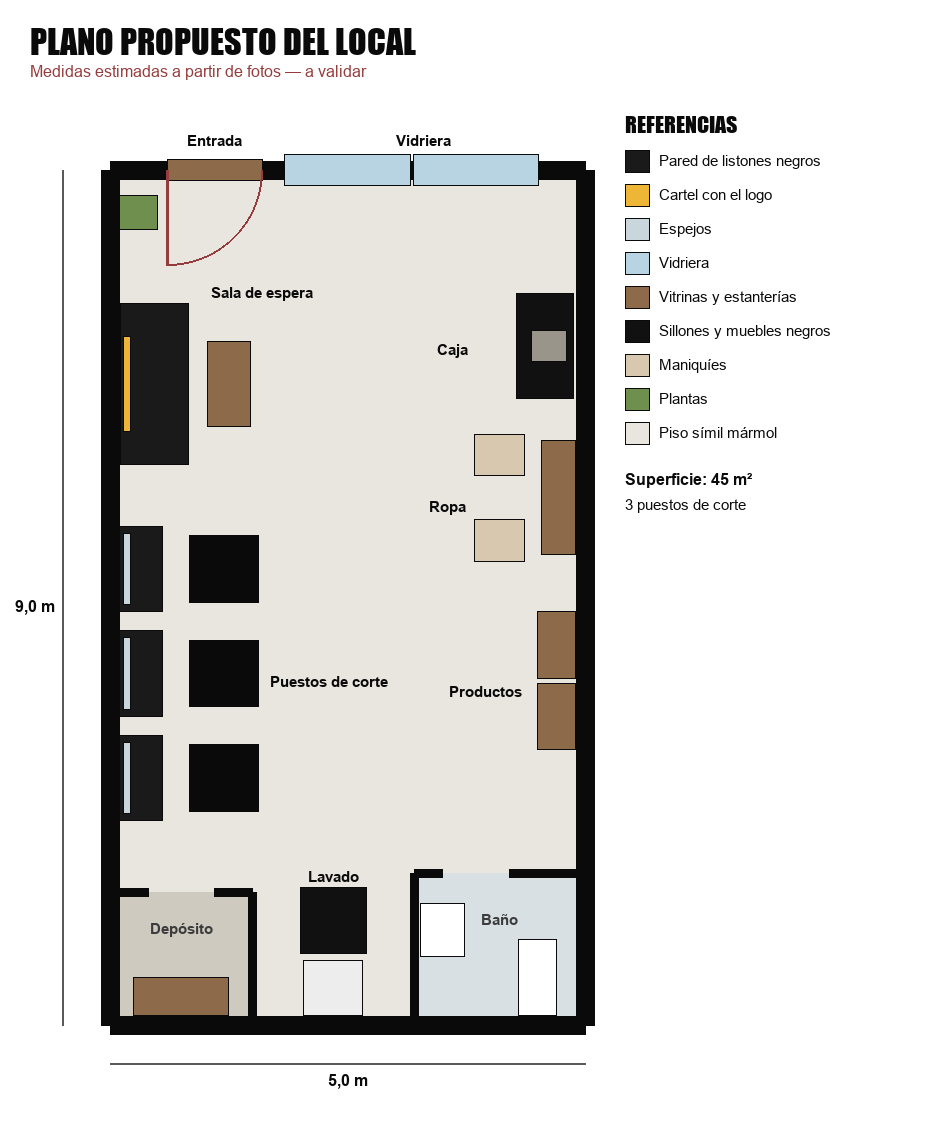 PLANO PROPUESTO DEL LOCAL
Medidas estimadas a partir de fotos — a validar
Entrada
Vidriera
Sala de espera
Caja
Ropa
Puestos de corte
Productos
Lavado
Depósito
Baño
9,0 m
5,0 m
REFERENCIAS
Pared de listones negros
Cartel con el logo
Espejos
Vidriera
Vitrinas y estanterías
Sillones y muebles negros
Maniquíes
Plantas
Piso símil mármol
Superficie: 45 m²
3 puestos de corte